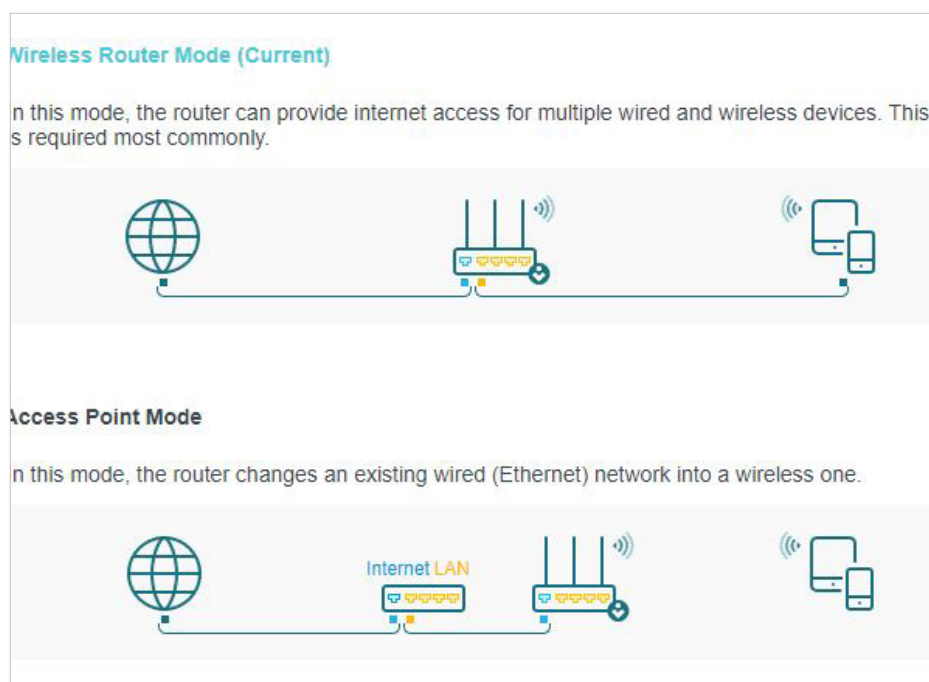 Wireless Router Mode (Current)
n this mode, the router can provide internet access for multiple wired and wireless devices. This
s required most commonly.
Access Point Mode
n this mode, the router changes an existing wired (Ethernet) network into a wireless one.
Internet LAN